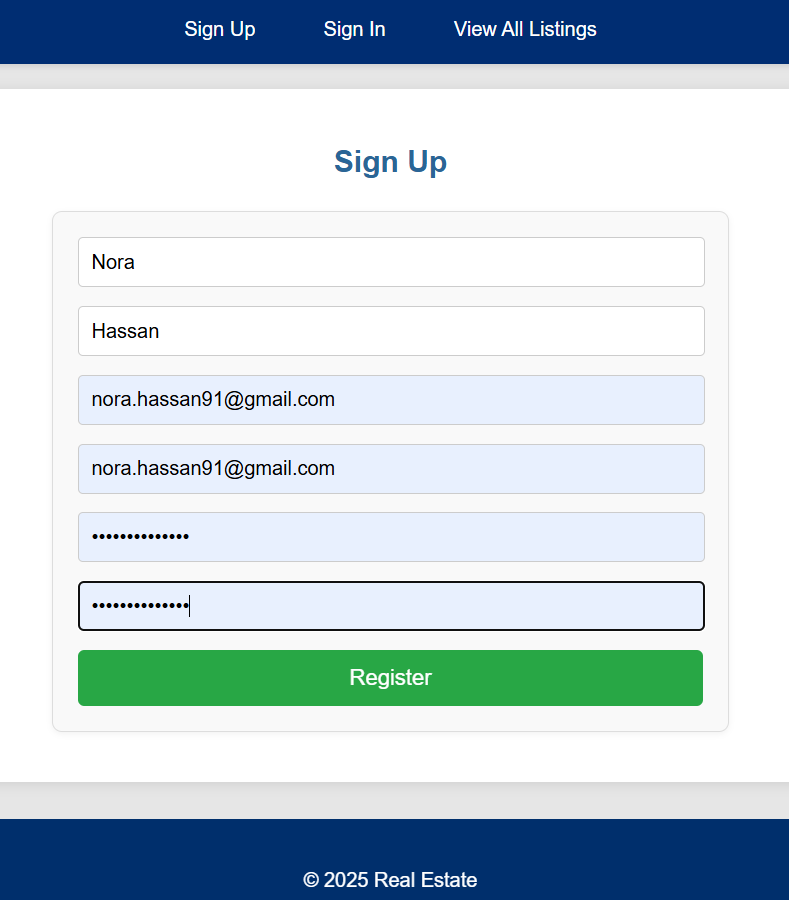 Sign Up Sign In View All Listings
Sign Up
Nora
Hassan
nora.hassan91@gmail.com
nora.hassan91@gmail.com
••••••••••••••
••••••••••••••
Register
© 2025 Real Estate